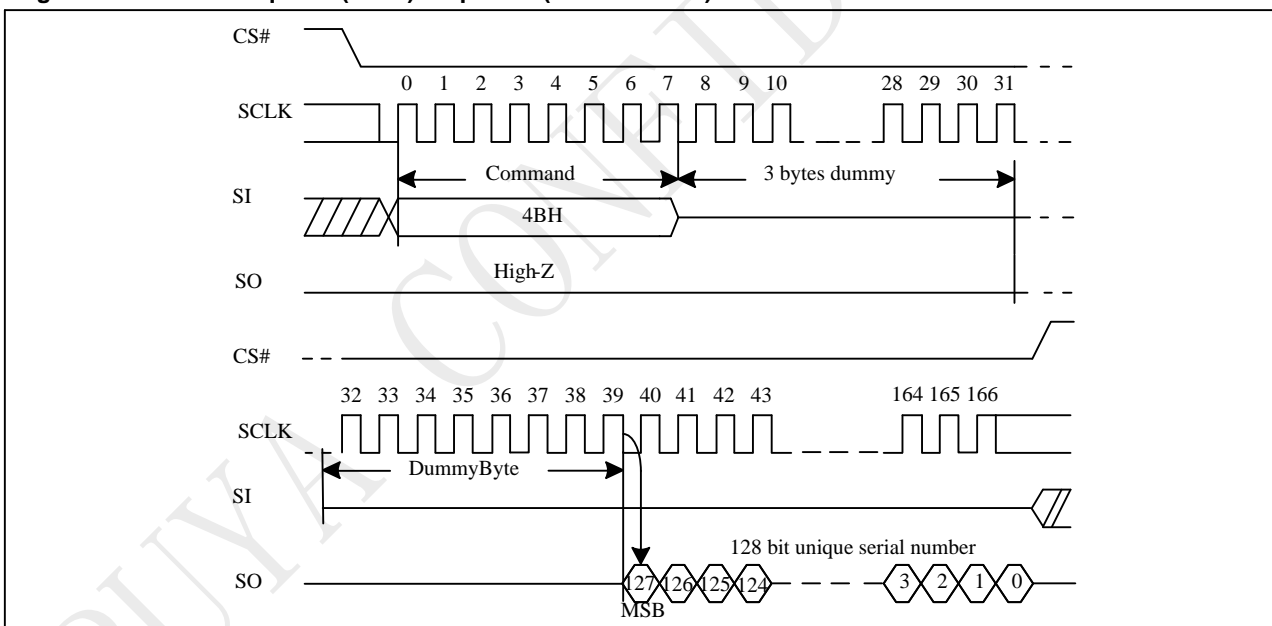 CS#
0 1 2 3 4 5 6 7 8 9 10 28 29 30 31
SCLK
Command 3 bytes dummy
SI
4BH
High-Z
SO
CS#
32 33 34 35 36 37 38 39 40 41 42 43 164 165 166
SCLK
DummyByte
SI
128 bit unique serial number
SO 127 126 125 124 3 2 1 0
MSB
PUYA CONFID